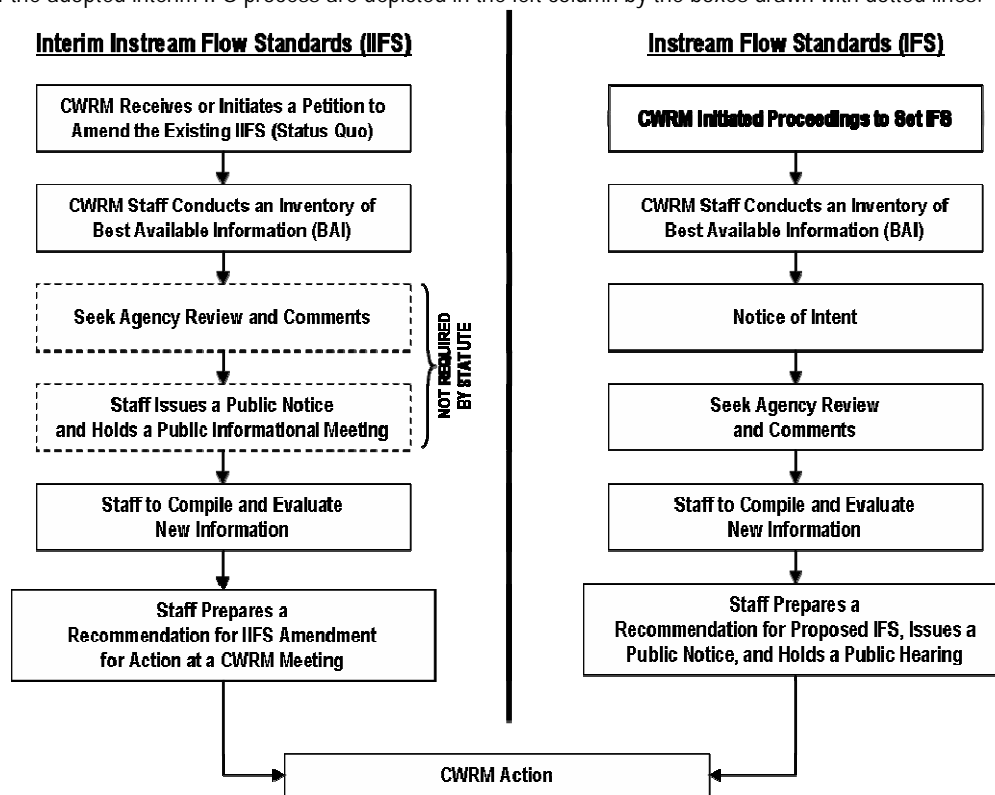 the adopted interim IFS process are depicted in the left column by the boxes drawn with dotted lines.
Interim Instream Flow Standards (IIFS)
CWRM Receives or Initiates a Petition to
Amend the Existing IIFS (Status Quo)
CWRM Staff Conducts an Inventory of
Best Available Information (BAI)
Seek Agency Review and Comments
Staff Issues a Public Notice
and Holds a Public Informational Meeting
NOT REQUIRED
BY STATUTE
Staff to Compile and Evaluate
New Information
Staff Prepares a
Recommendation for IIFS Amendment
for Action at a CWRM Meeting
Instream Flow Standards (IFS)
CWRM Initiated Proceedings to Set IFS
CWRM Staff Conducts an Inventory of
Best Available Information (BAI)
Notice of Intent
Seek Agency Review
and Comments
Staff to Compile and Evaluate
New Information
Staff Prepares a
Recommendation for Proposed IFS, Issues a
Public Notice, and Holds a Public Hearing
CWRM Action